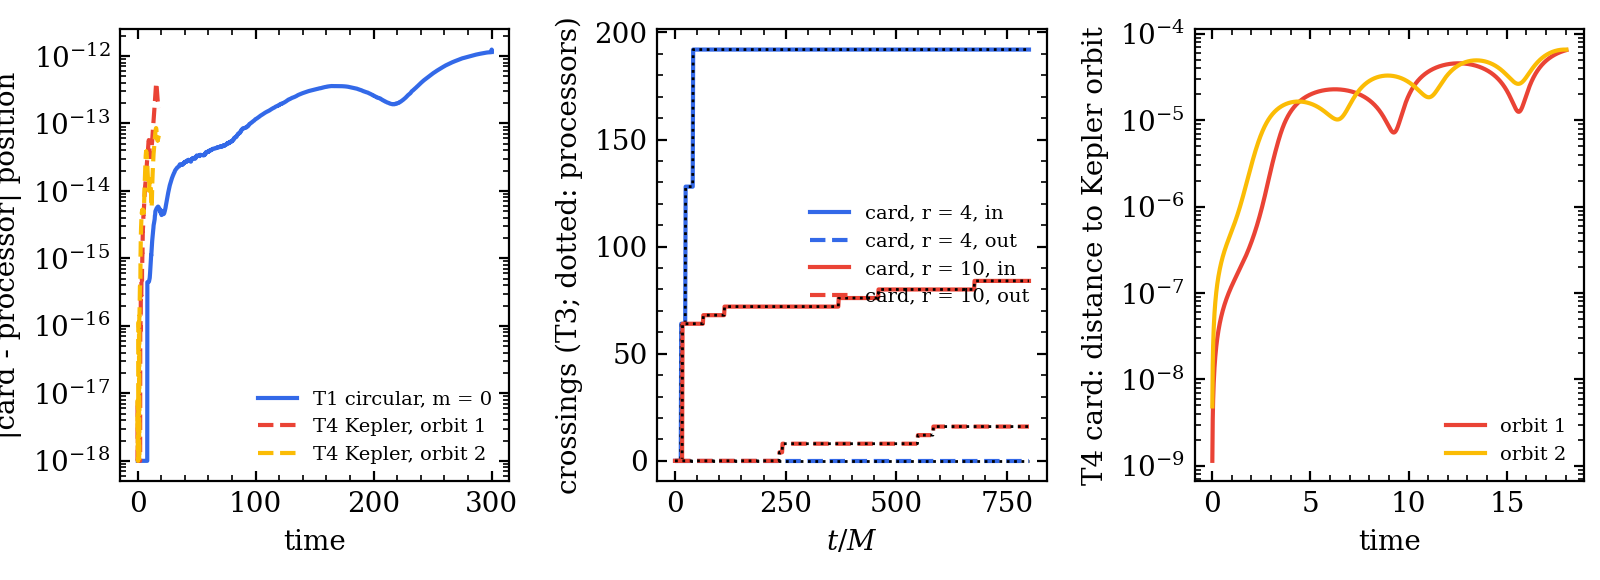 |card - processor| position
10⁻¹²
10⁻¹³
10⁻¹⁴
10⁻¹⁵
10⁻¹⁶
10⁻¹⁷
10⁻¹⁸
T1 circular, m = 0
T4 Kepler, orbit 1
T4 Kepler, orbit 2
0 100 200 300
time
crossings (T3; dotted: processors)
200
150
100
50
0
card, r = 4, in
card, r = 4, out
card, r = 10, in
card, r = 10, out
0 250 500 750
t/M
T4 card: distance to Kepler orbit
10⁻⁴
10⁻⁵
10⁻⁶
10⁻⁷
10⁻⁸
10⁻⁹
orbit 1
orbit 2
0 5 10 15
time